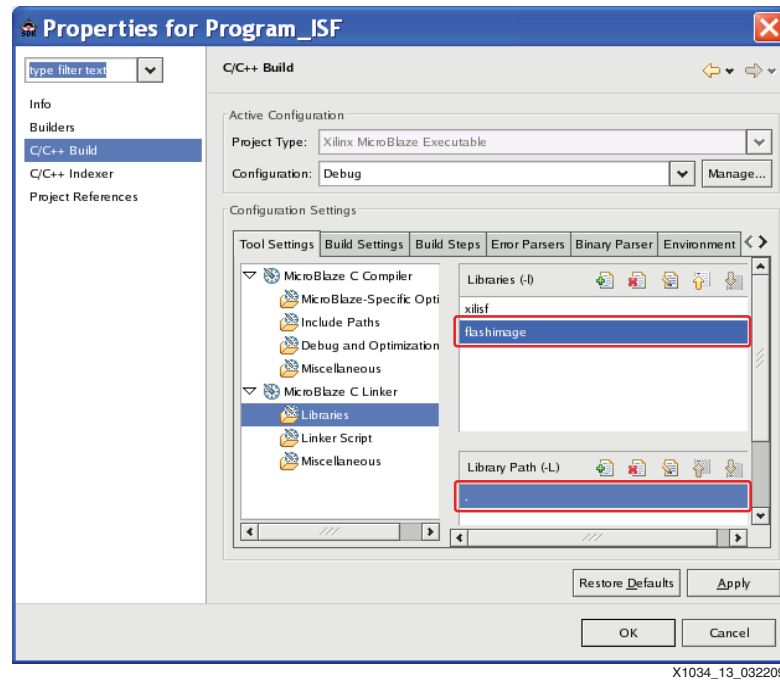 SDK Properties for Program_ISF
type filter text
C/C++ Build
Info
Builders
C/C++ Build
C/C++ Indexer
Project References
Active Configuration
Project Type: Xilinx MicroBlaze Executable
Configuration: Debug Manage...
Configuration Settings
Tool Settings Build Settings Build Steps Error Parsers Binary Parser Environment
MicroBlaze C Compiler
MicroBlaze-Specific Opti
Include Paths
Debug and Optimization
Miscellaneous
MicroBlaze C Linker
Libraries
Linker Script
Miscellaneous
Libraries (-l)
xilisf
flashimage
Library Path (-L)
.
Restore Defaults Apply
OK Cancel
X1034_13_032209